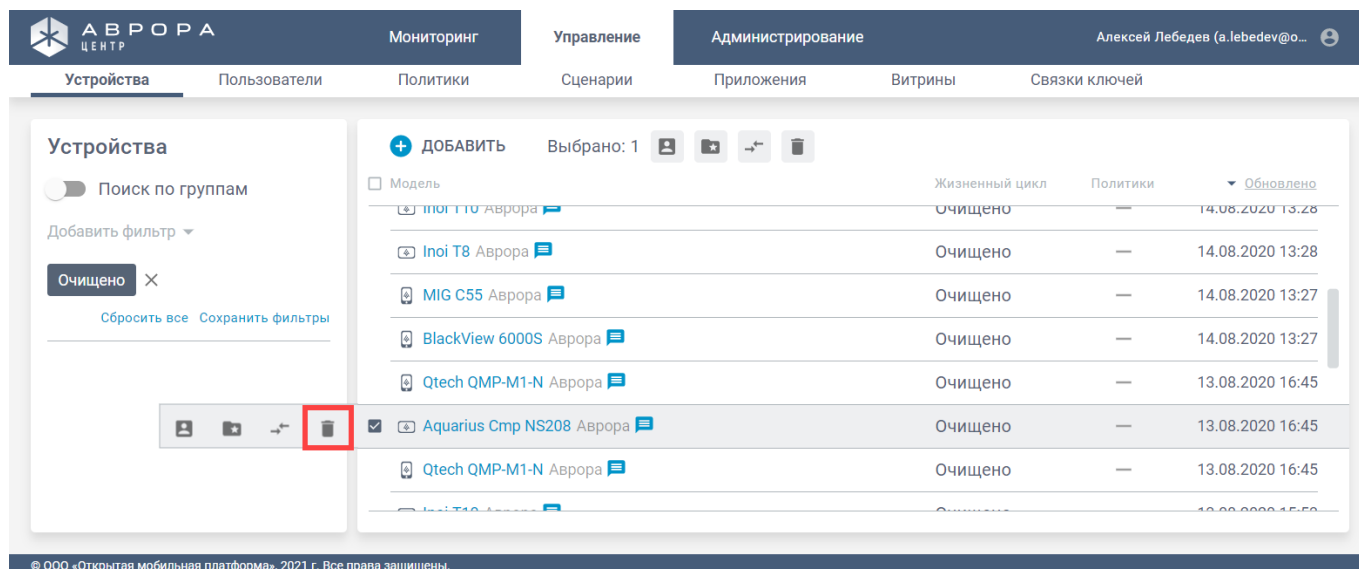 АВРОРА
ЦЕНТР
Мониторинг Управление Администрирование Алексей Лебедев (a.lebedev@o...
Устройства Пользователи Политики Сценарии Приложения Витрины Связки ключей
Устройства
Поиск по группам
Добавить фильтр
Очищено
Сбросить все Сохранить фильтры
ДОБАВИТЬ Выбрано: 1
Модель Жизненный цикл Политики Обновлено
Inoi T10 Аврора Очищено — 14.08.2020 13:28
Inoi T8 Аврора Очищено — 14.08.2020 13:28
MIG C55 Аврора Очищено — 14.08.2020 13:27
BlackView 6000S Аврора Очищено — 14.08.2020 13:27
Qtech QMP-M1-N Аврора Очищено — 13.08.2020 16:45
Aquarius Cmp NS208 Аврора Очищено — 13.08.2020 16:45
Qtech QMP-M1-N Аврора Очищено — 13.08.2020 16:45
© ООО «Открытая мобильная платформа», 2021 г. Все права защищены.